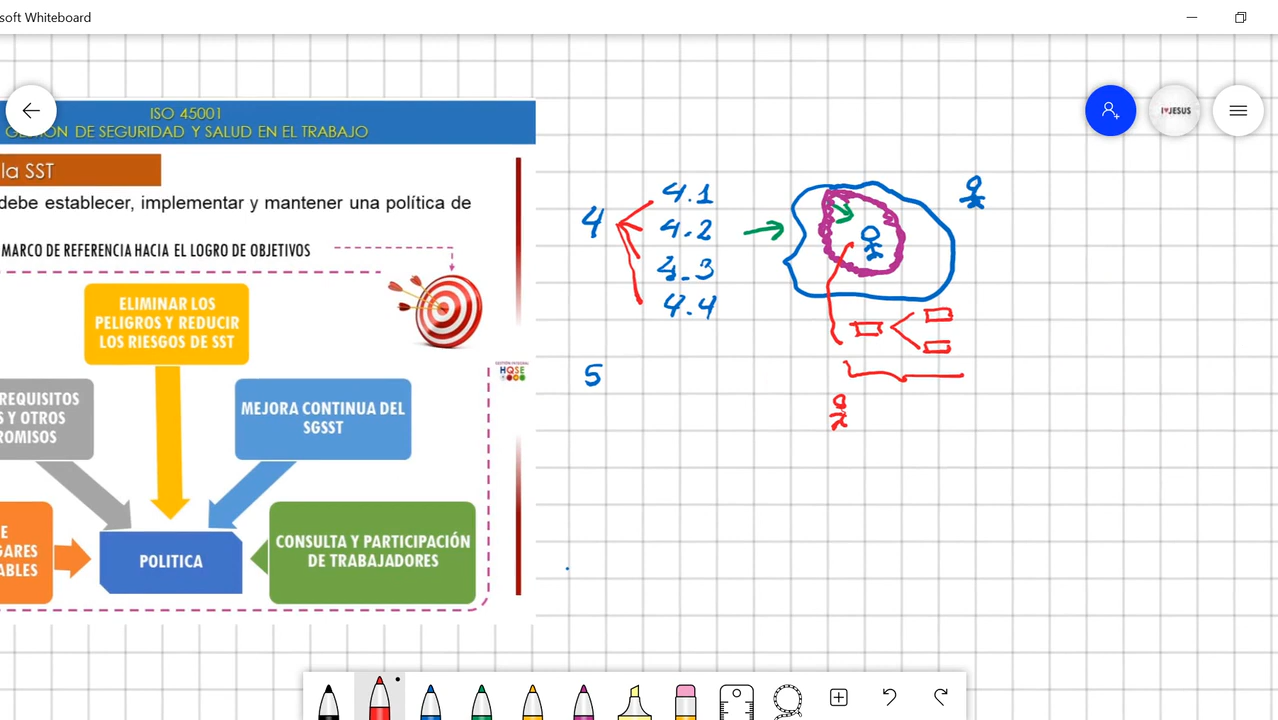 soft Whiteboard
ISO 45001
GESTIÓN DE SEGURIDAD Y SALUD EN EL TRABAJO
I♥JESUS
la SST
debe establecer, implementar y mantener una política de
MARCO DE REFERENCIA HACIA EL LOGRO DE OBJETIVOS
ELIMINAR LOS
PELIGROS Y REDUCIR
LOS RIESGOS DE SST
REQUISITOS
S Y OTROS
ROMISOS
MEJORA CONTINUA DEL
SGSST
HQSE
E
GARES
ABLES
POLITICA
CONSULTA Y PARTICIPACIÓN
DE TRABAJADORES
4
4.1
4.2
4.3
4.4
5